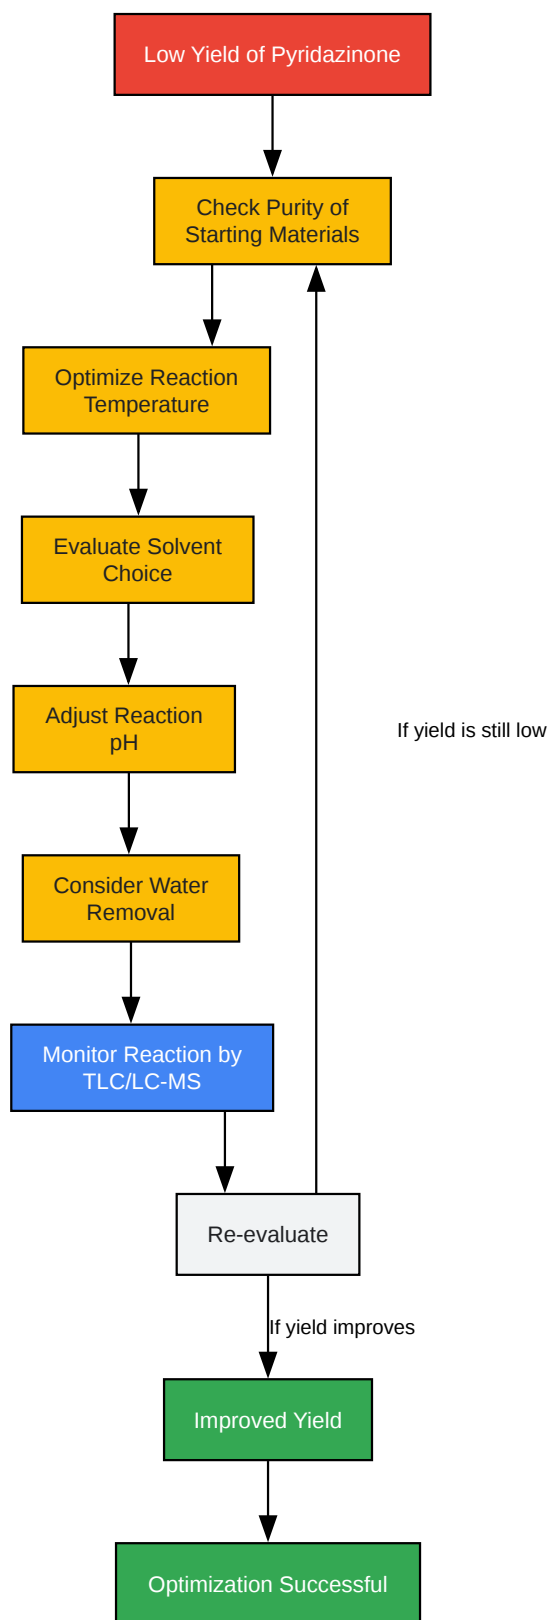 Low Yield of Pyridazinone
Check Purity of
Starting Materials
Optimize Reaction
Temperature
Evaluate Solvent
Choice
Adjust Reaction
pH
If yield is still low
Consider Water
Removal
Monitor Reaction by
TLC/LC-MS
Re-evaluate
If yield improves
Improved Yield
Optimization Successful